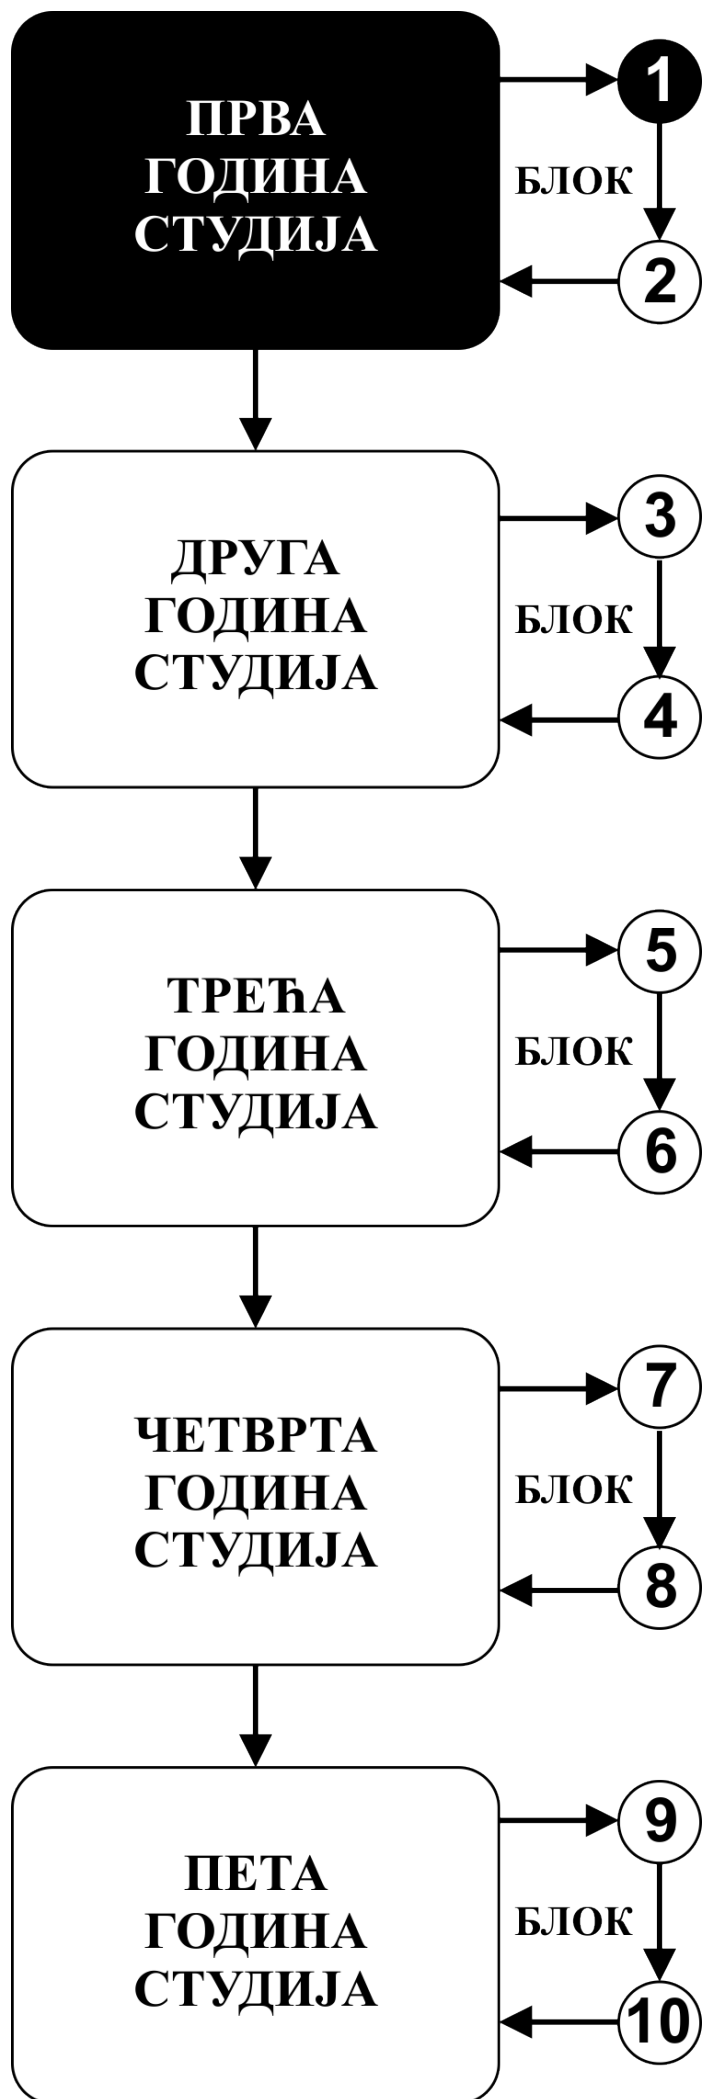 ПРВА
ГОДИНА
СТУДИЈА
1
БЛОК
2
ДРУГА
ГОДИНА
СТУДИЈА
3
БЛОК
4
ТРЕЋА
ГОДИНА
СТУДИЈА
5
БЛОК
6
ЧЕТВРТА
ГОДИНА
СТУДИЈА
7
БЛОК
8
ПЕТА
ГОДИНА
СТУДИЈА
9
БЛОК
10